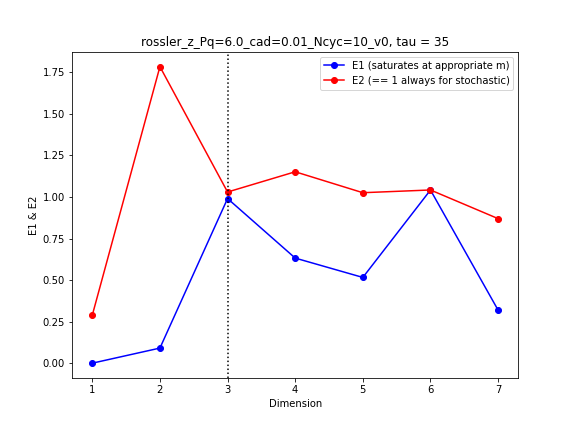 rossler_z_Pq=6.0_cad=0.01_Ncyc=10_v0, tau = 35
E1 (saturates at appropriate m)
E2 (== 1 always for stochastic)
1.75
1.50
1.25
1.00
0.75
0.50
0.25
0.00
E1 & E2
1 2 3 4 5 6 7
Dimension